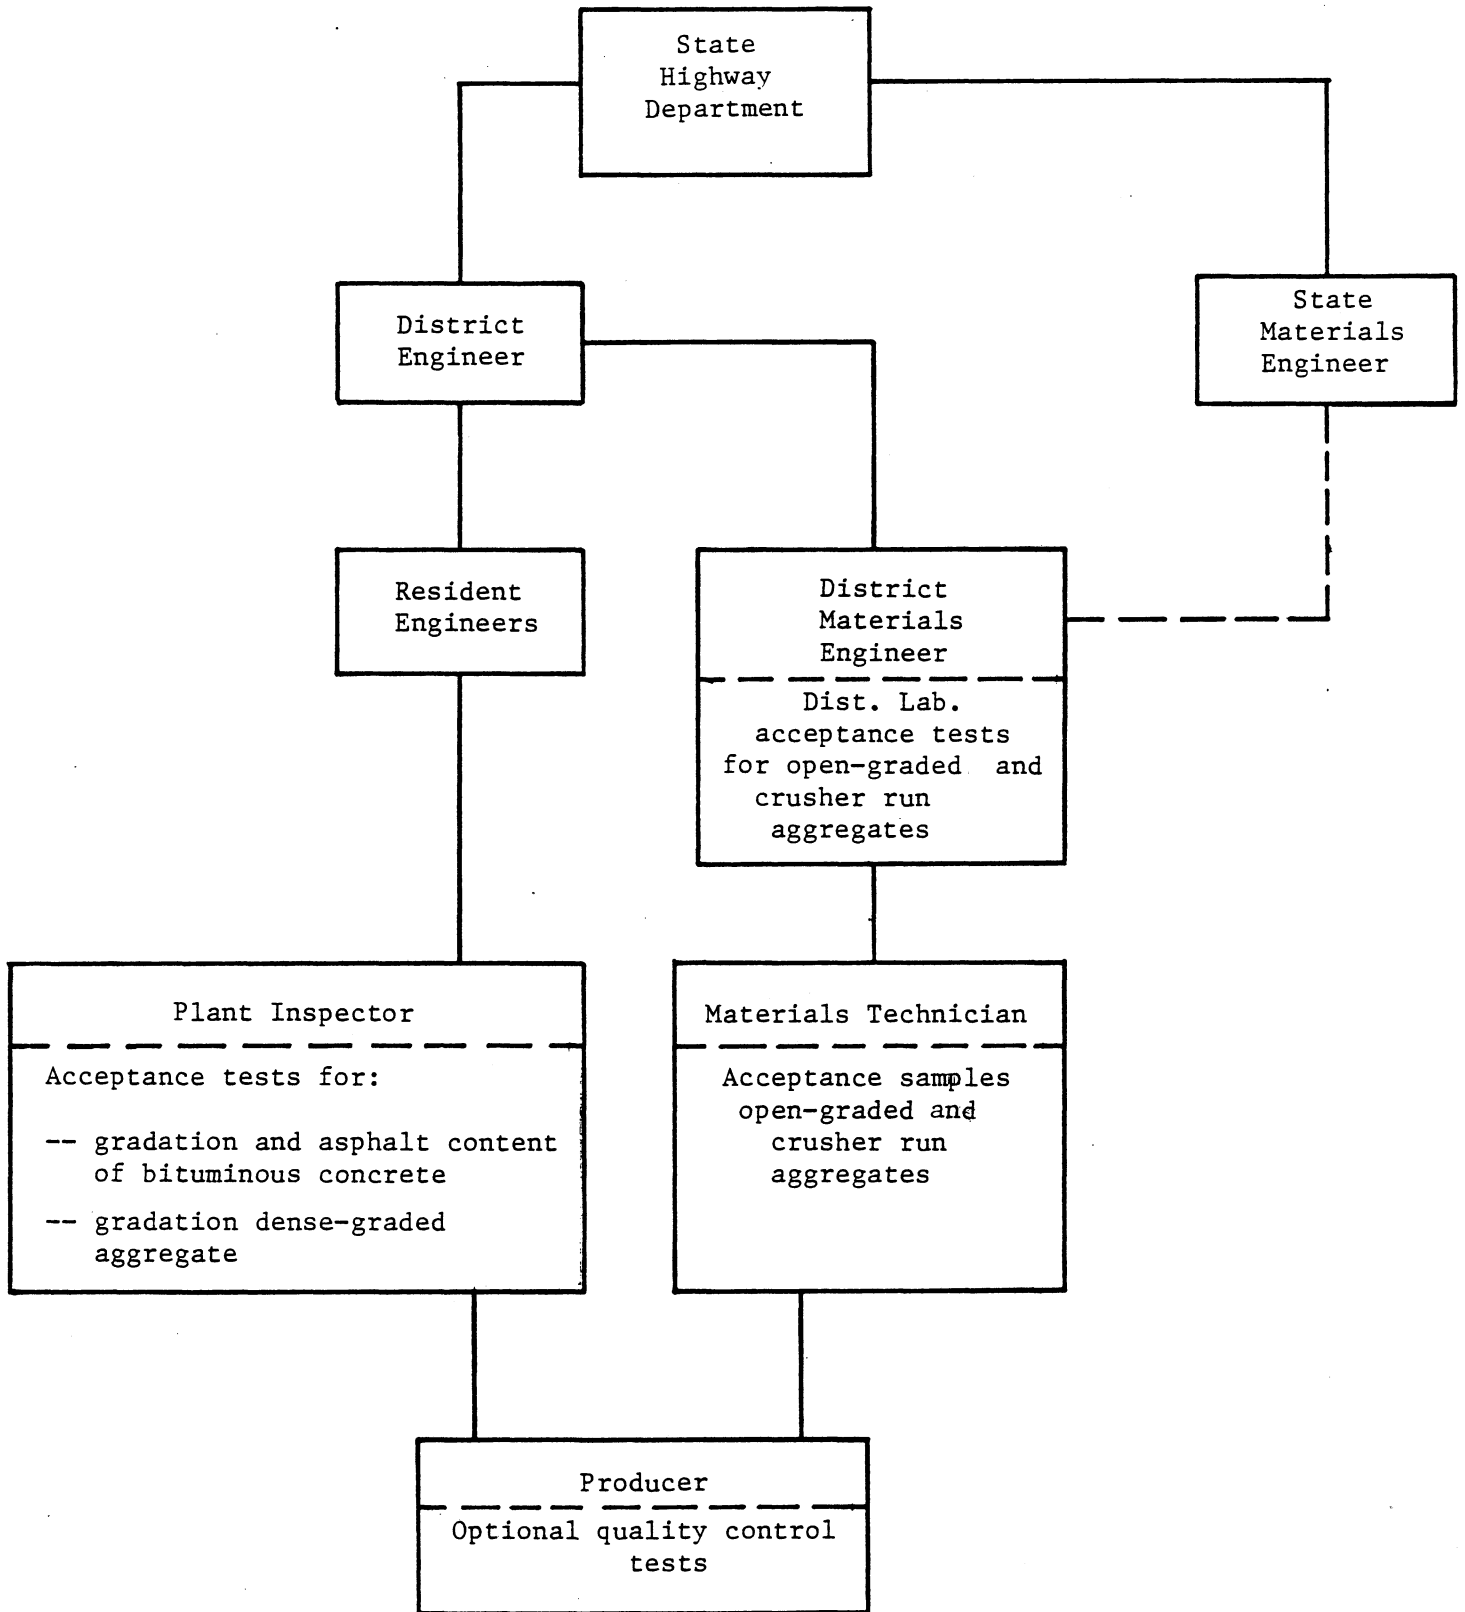 State
Highway
Department
District
Engineer
State
Materials
Engineer
Resident
Engineers
District
Materials
Engineer
Dist. Lab.
acceptance tests
for open-graded and
crusher run
aggregates
Plant Inspector
Acceptance tests for:
-- gradation and asphalt content
of bituminous concrete
-- gradation dense-graded
aggregate
Materials Technician
Acceptance samples
open-graded and
crusher run
aggregates
Producer
Optional quality control
tests